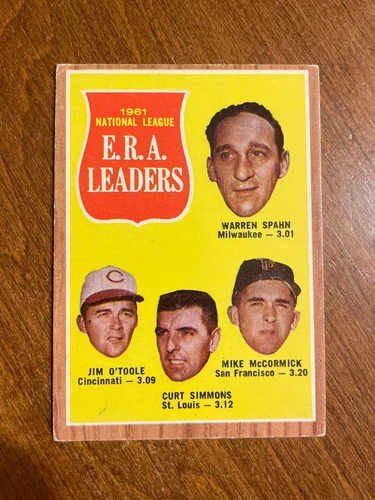 1961
NATIONAL LEAGUE
E.R.A.
LEADERS
WARREN SPAHN
Milwaukee — 3.01
JIM O'TOOLE
Cincinnati — 3.09
MIKE McCORMICK
San Francisco — 3.20
CURT SIMMONS
St. Louis — 3.12